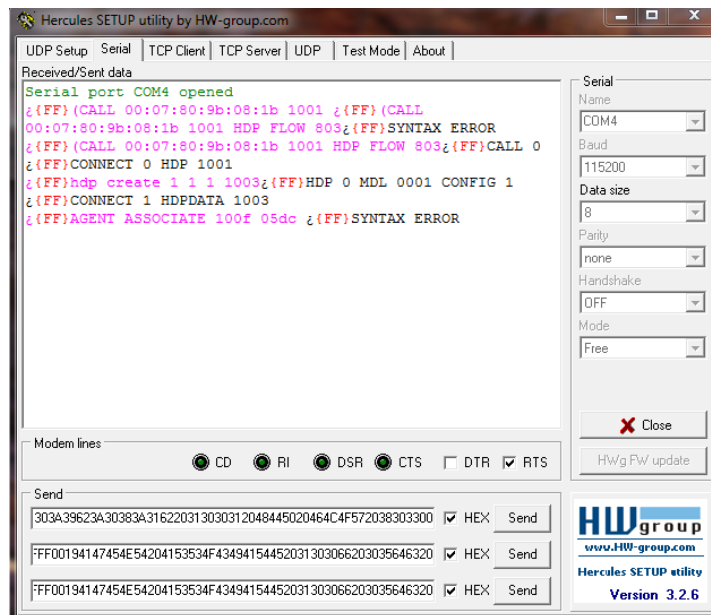 Hercules SETUP utility by HW-group.com
UDP Setup Serial TCP Client TCP Server UDP Test Mode About
Received/Sent data
Serial port COM4 opened
¿{FF}(CALL 00:07:80:9b:08:1b 1001 ¿{FF}(CALL
00:07:80:9b:08:1b 1001 HDP FLOW 803¿{FF}SYNTAX ERROR
¿{FF}(CALL 00:07:80:9b:08:1b 1001 HDP FLOW 803¿{FF}CALL 0
¿{FF}CONNECT 0 HDP 1001
¿{FF}hdp create 1 1 1 1003¿{FF}HDP 0 MDL 0001 CONFIG 1
¿{FF}CONNECT 1 HDPDATA 1003
¿{FF}AGENT ASSOCIATE 100f 05dc ¿{FF}SYNTAX ERROR
Serial
Name
COM4
Baud
115200
Data size
8
Parity
none
Handshake
OFF
Mode
Free
Close
HWg FW update
Modem lines
CD RI DSR CTS DTR RTS
Send
303A39623A30383A316220313030312048445020464C4F572038303300 HEX Send
FFF00194147454E54204153534F43494154452031303066203035646320 HEX Send
FFF00194147454E54204153534F43494154452031303066203035646320 HEX Send
HW group
www.HW-group.com
Hercules SETUP utility
Version 3.2.6